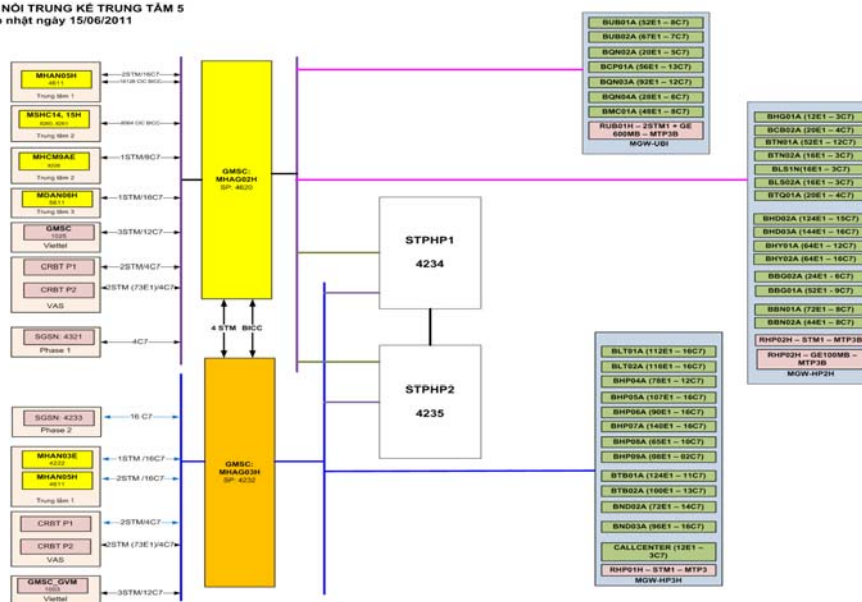 NỐI TRUNG KẾ TRUNG TÂM 5
nhật ngày 15/06/2011
MHAN05H
4611
Trung tâm 1
2STM/16C7
16128 CIC BICC
MSHC14, 15H
Trung tâm 2
CIC BICC
MHCM9AE
Trung tâm 2
1STM/8C7
MDAN06H
5611
Trung tâm 3
1STM/16C7
GMSC
Viettel
3STM/12C7
CRBT P1
2STM/4C7
CRBT P2
2STM (73E1)/4C7
VAS
SGSN: 4321
Phase 1
4C7
SGSN: 4233
Phase 2
16 C7
MHAN03E
4222
1STM /16C7
MHAN05H
4611
2STM /16C7
Trung tâm 1
CRBT P1
2STM/4C7
CRBT P2
2STM (73E1)/4C7
VAS
GMSC_GVM
Viettel
3STM/12C7
GMSC:
MHAG02H
SP: 4620
4 STM
BICC
GMSC:
MHAG03H
SP: 4232
STPHP1
4234
STPHP2
4235
BUB01A (52E1 – 8C7)
BUB02A (67E1 – 7C7)
BQN02A (20E1 – 5C7)
BCP01A (56E1 – 13C7)
BQN03A (92E1 – 12C7)
BQN04A (28E1 – 6C7)
BMC01A (48E1 – 8C7)
RUB01H – 2STM1 + GE
600MB – MTP3B
MGW-UBI
BHG01A (12E1 – 3C7)
BCB02A (20E1 – 4C7)
BTN01A (52E1 – 12C7)
BTN02A (16E1 – 3C7)
BLS1N(16E1 – 3C7)
BLS02A (16E1 – 3C7)
BTQ01A (20E1 – 4C7)
BHD02A (124E1 – 15C7)
BHD03A (144E1 – 16C7)
BHY01A (64E1 – 12C7)
BHY02A (64E1 – 16C7)
BBG02A (24E1 - 6C7)
BBG01A (52E1 - 9C7)
BBN01A (72E1 – 8C7)
BBN02A (44E1 – 8C7)
RHP02H – STM1 – MTP3B
RHP02H – GE100MB –
MTP3B
MGW-HP2H
BLT01A (112E1 – 16C7)
BLT02A (116E1 – 16C7)
BHP04A (78E1 – 12C7)
BHP05A (107E1 – 16C7)
BHP06A (90E1 – 16C7)
BHP07A (140E1 – 16C7)
BHP08A (65E1 – 10C7)
BHP09A (08E1 – 02C7)
BTB01A (124E1 – 11C7)
BTB02A (100E1 – 13C7)
BND02A (72E1 – 14C7)
BND03A (96E1 – 16C7)
CALLCENTER (12E1 –
3C7)
RHP01H – STM1 – MTP3
MGW-HP3H